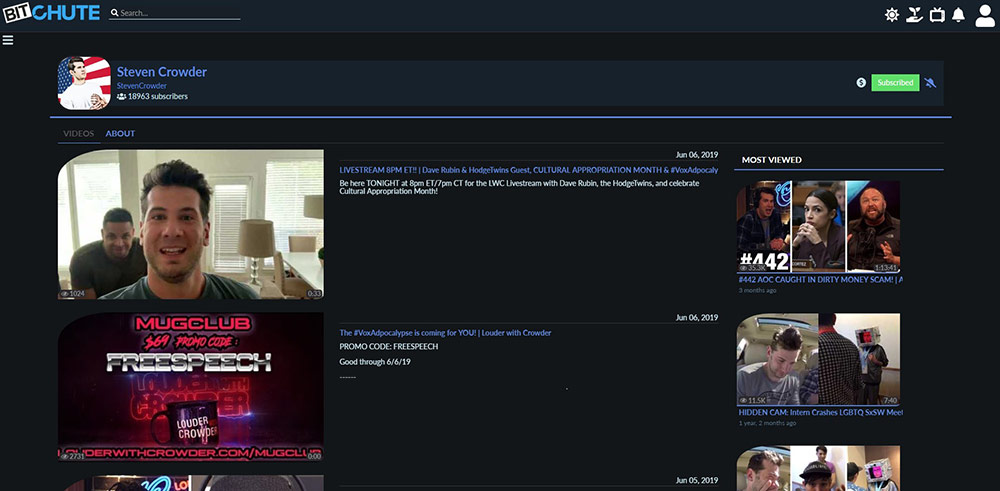 BITCHUTE
Search...
Steven Crowder
StevenCrowder
18963 subscribers
Subscribed
VIDEOS ABOUT
Jun 06, 2019
LIVESTREAM 8PM ET!! | Dave Rubin & HodgeTwins Guest, CULTURAL APPROPRIATION MONTH & #VoxAdpocaly
Be here TONIGHT at 8pm ET/7pm CT for the LWC Livestream with Dave Rubin, the HodgeTwins, and celebrate
Cultural Appropriation Month!
1024 0:33
MUGCLUB
$69 PROMO CODE:
FREESPEECH
LOUDER WITH
CROWDER
LOUDER
CROWDER
LOUDERWITHCROWDER.COM/MUGCLUB
2731 0:00
Jun 06, 2019
The #VoxAdpocalypse is coming for YOU! | Louder with Crowder
PROMO CODE: FREESPEECH
Good through 6/6/19
------
Jun 05, 2019
MOST VIEWED
#442
35.3K 1:13:41
#442 AOC CAUGHT IN DIRTY MONEY SCAM! | A
3 months ago
11.5K 7:40
HIDDEN CAM: Intern Crashes LGBTQ SxSW Meet
1 year, 2 months ago